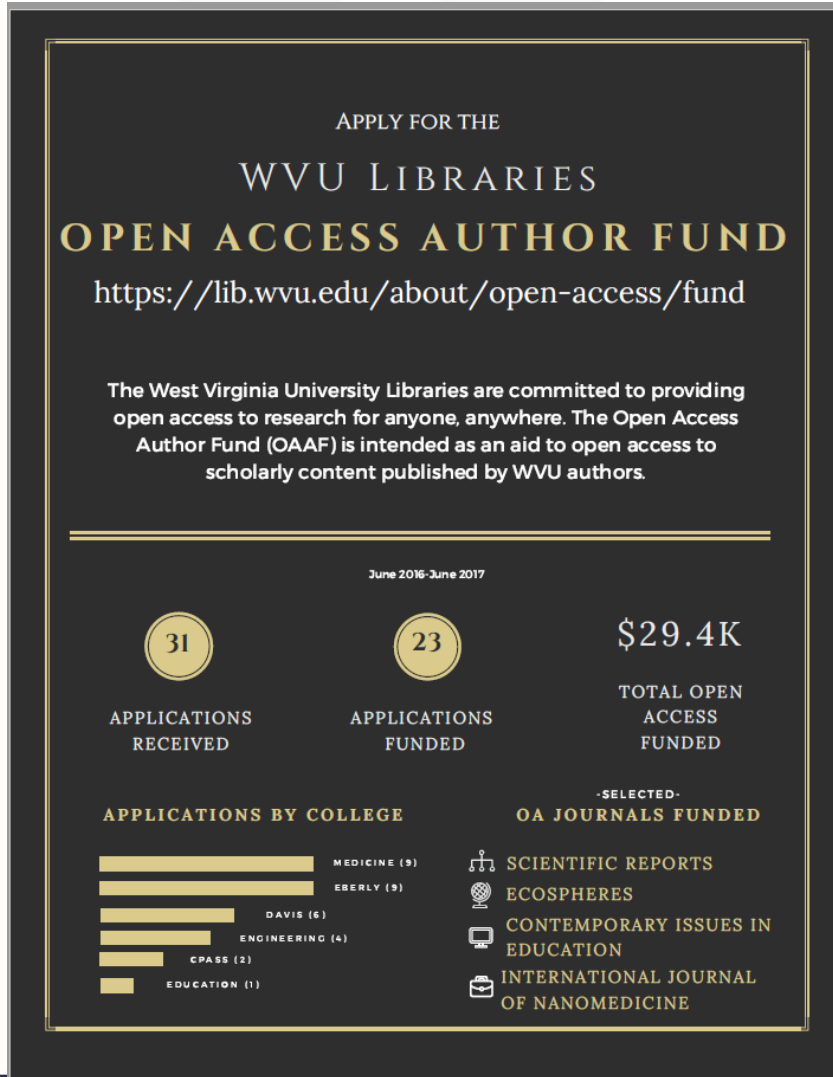 APPLY FOR THE
WVU LIBRARIES
OPEN ACCESS AUTHOR FUND
https://lib.wvu.edu/about/open-access/fund
The West Virginia University Libraries are committed to providing
open access to research for anyone, anywhere. The Open Access
Author Fund (OAAF) is intended as an aid to open access to
scholarly content published by WVU authors.
June 2016-June 2017
31
APPLICATIONS
RECEIVED
23
APPLICATIONS
FUNDED
$29.4K
TOTAL OPEN
ACCESS
FUNDED
APPLICATIONS BY COLLEGE
MEDICINE (9)
EBERLY (9)
DAVIS (6)
ENGINEERING (4)
CPASS (2)
EDUCATION (1)
-SELECTED-
OA JOURNALS FUNDED
SCIENTIFIC REPORTS
ECOSPHERES
CONTEMPORARY ISSUES IN
EDUCATION
INTERNATIONAL JOURNAL
OF NANOMEDICINE